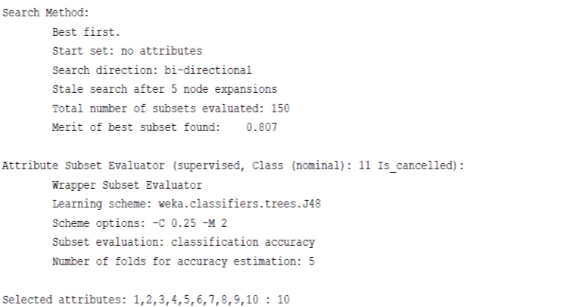 Search Method:
Best first.
Start set: no attributes
Search direction: bi-directional
Stale search after 5 node expansions
Total number of subsets evaluated: 150
Merit of best subset found: 0.807
Attribute Subset Evaluator (supervised, Class (nominal): 11 Is_cancelled):
Wrapper Subset Evaluator
Learning scheme: weka.classifiers.trees.J48
Scheme options: -C 0.25 -M 2
Subset evaluation: classification accuracy
Number of folds for accuracy estimation: 5
Selected attributes: 1,2,3,4,5,6,7,8,9,10 : 10